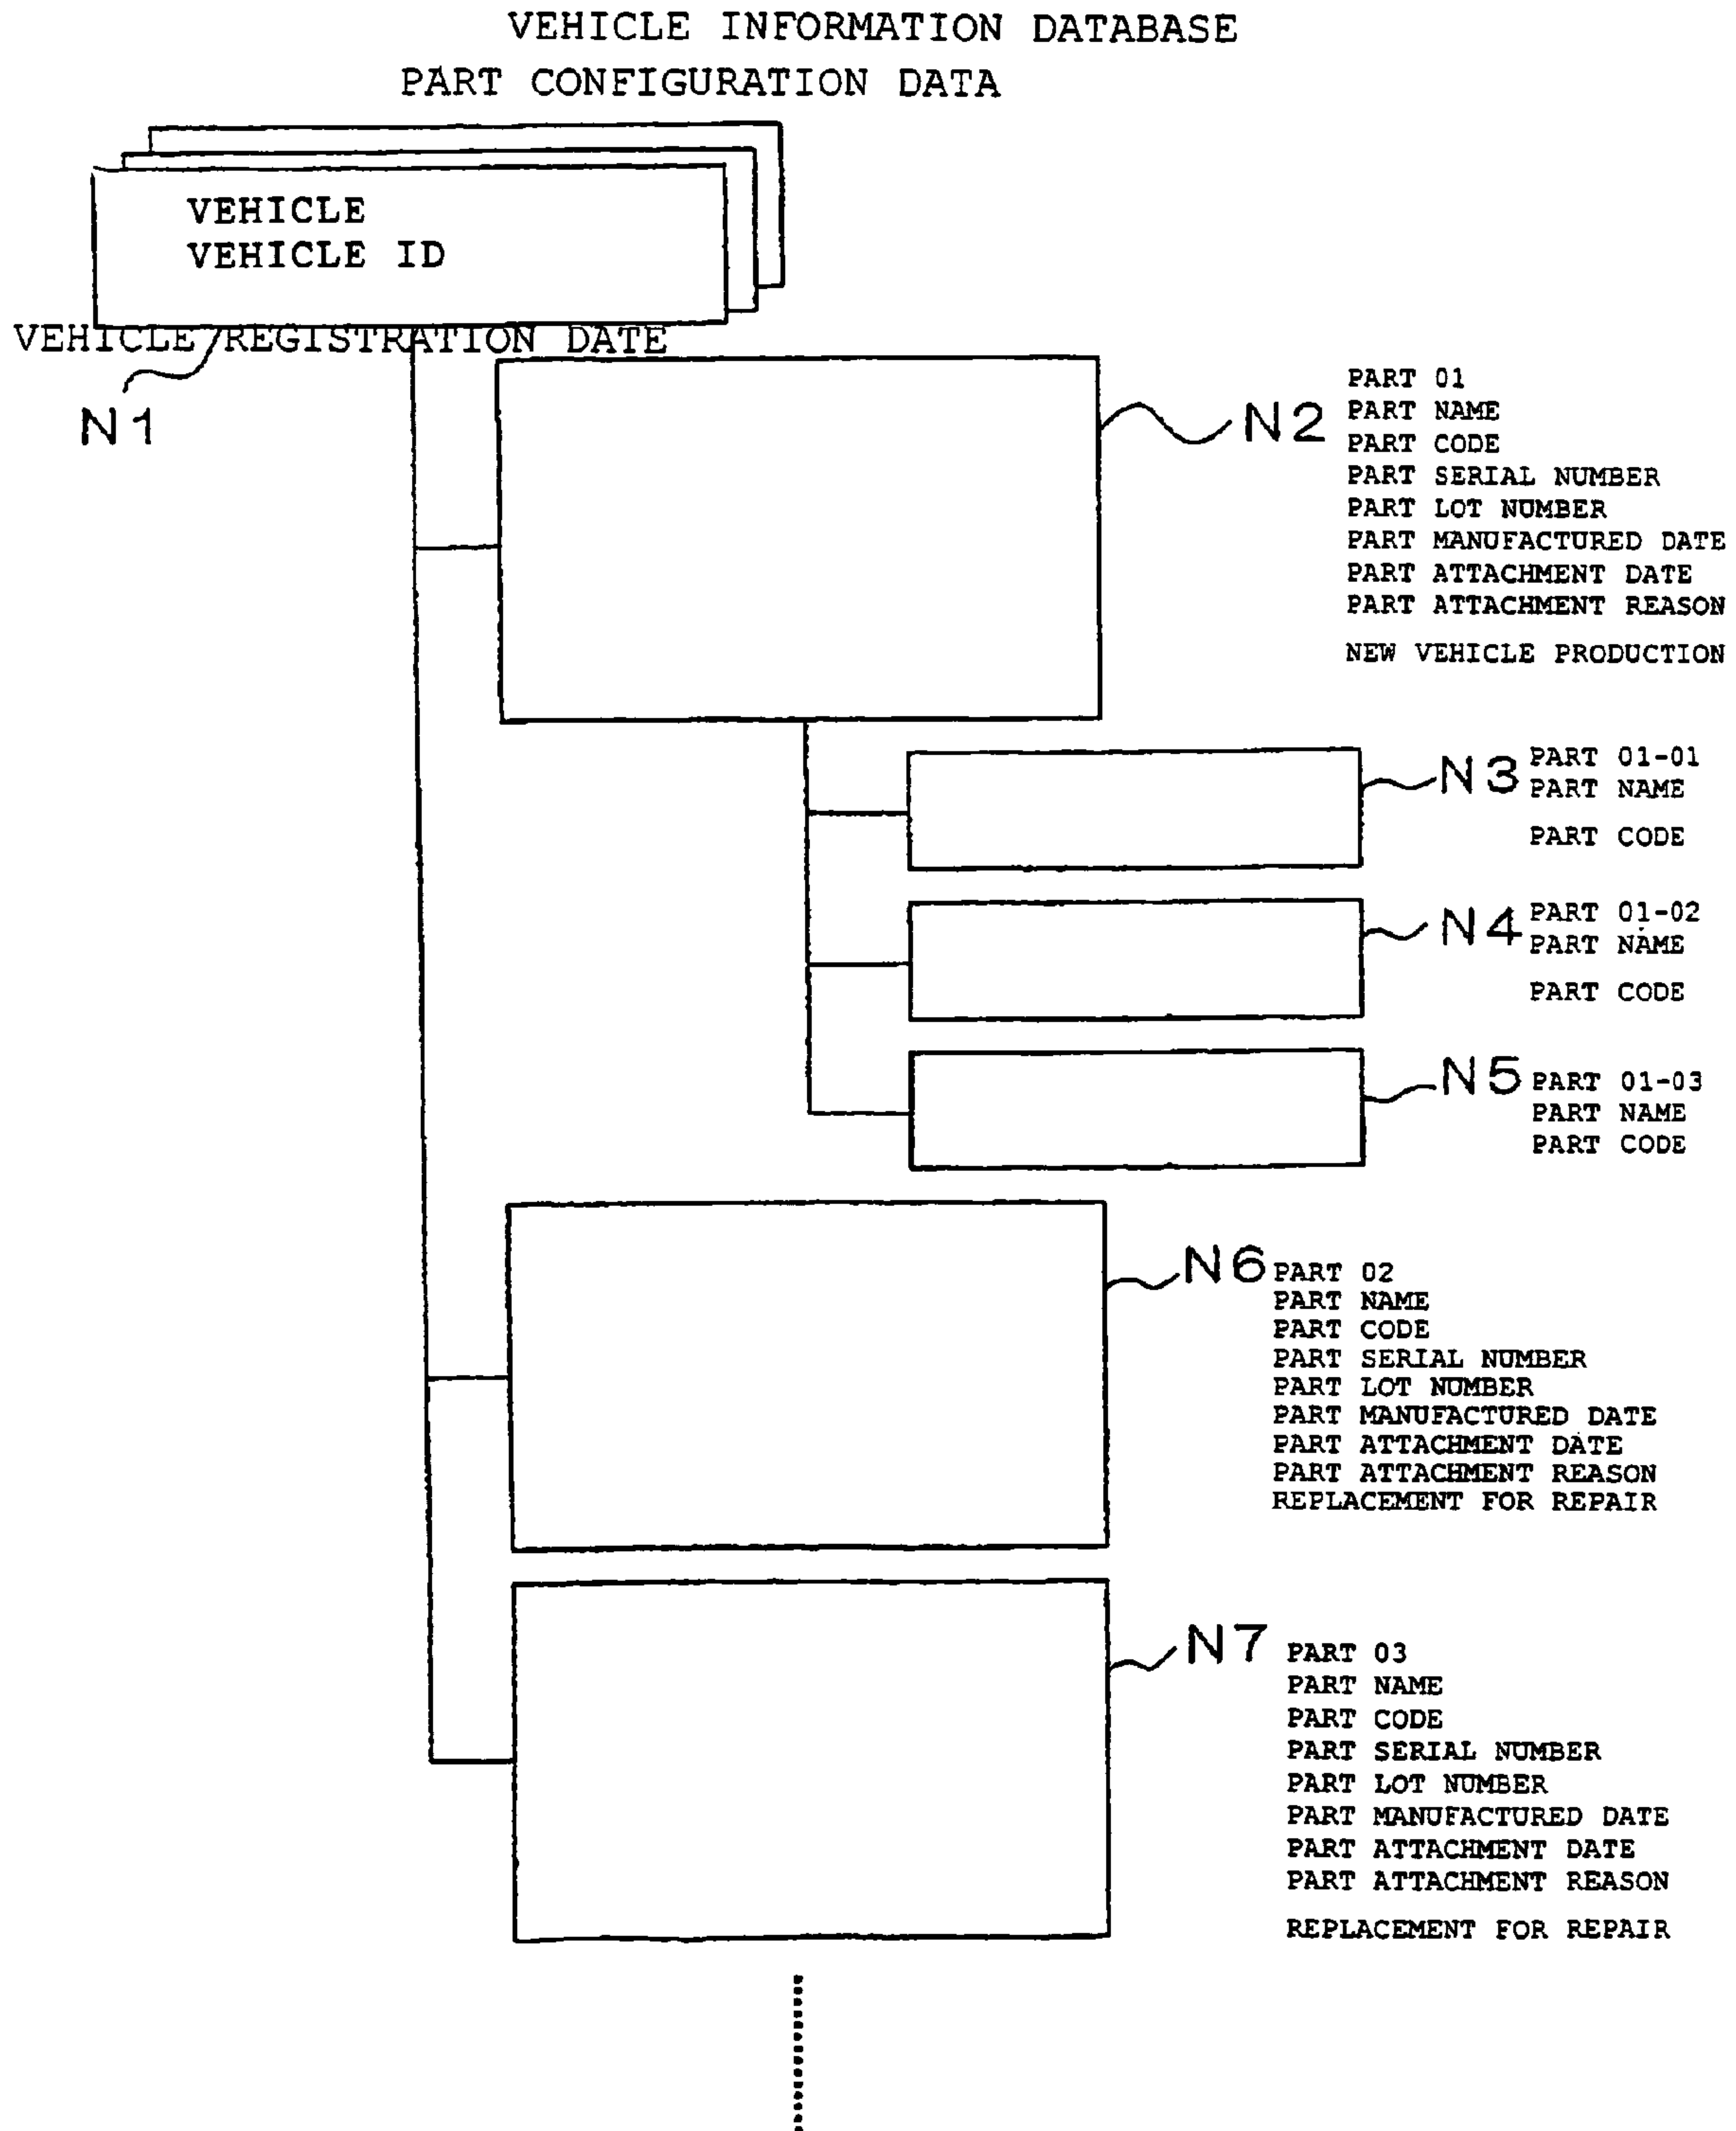 VEHICLE INFORMATION DATABASE
PART CONFIGURATION DATA
VEHICLE
VEHICLE ID
VEHICLE REGISTRATION DATE
N1
N2
PART 01
PART NAME
PART CODE
PART SERIAL NUMBER
PART LOT NUMBER
PART MANUFACTURED DATE
PART ATTACHMENT DATE
PART ATTACHMENT REASON
NEW VEHICLE PRODUCTION
N3
PART 01-01
PART NAME
PART CODE
N4
PART 01-02
PART NAME
PART CODE
N5
PART 01-03
PART NAME
PART CODE
N6
PART 02
PART NAME
PART CODE
PART SERIAL NUMBER
PART LOT NUMBER
PART MANUFACTURED DATE
PART ATTACHMENT DATE
PART ATTACHMENT REASON
REPLACEMENT FOR REPAIR
N7
PART 03
PART NAME
PART CODE
PART SERIAL NUMBER
PART LOT NUMBER
PART MANUFACTURED DATE
PART ATTACHMENT DATE
PART ATTACHMENT REASON
REPLACEMENT FOR REPAIR